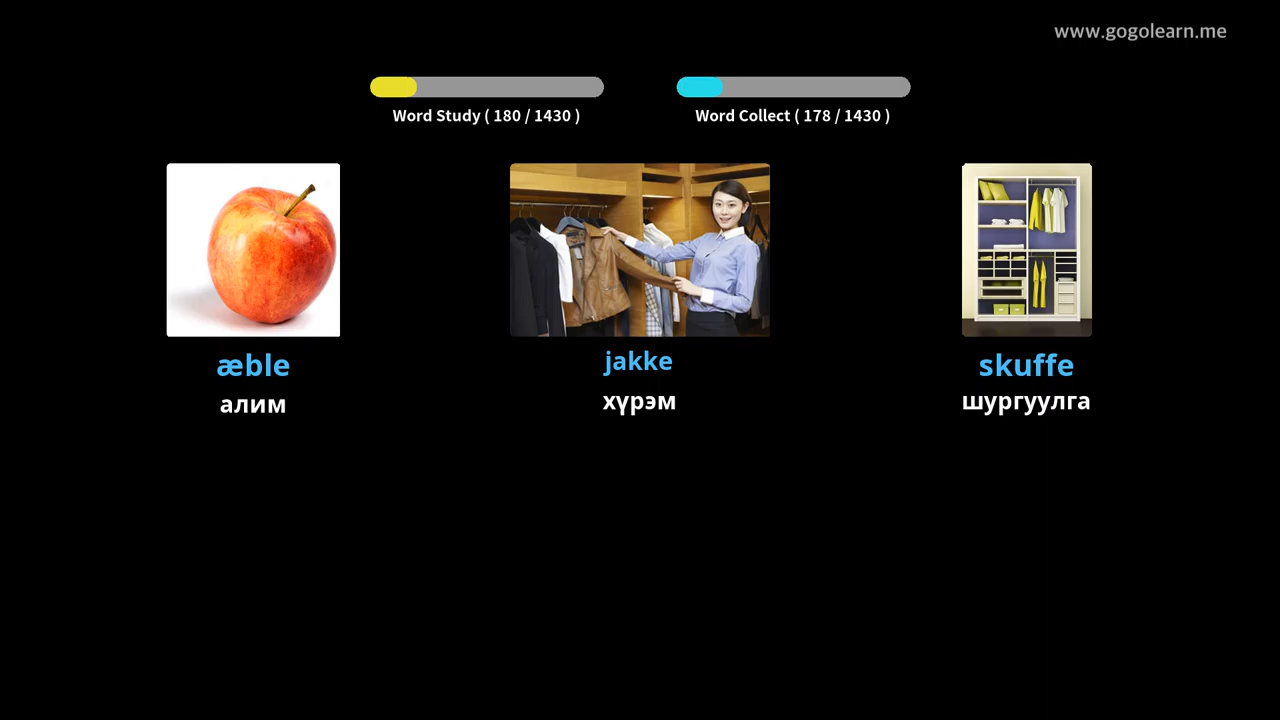 www.gogolearn.me
Word Study ( 180 / 1430 )
Word Collect ( 178 / 1430 )
æble
jakke
skuffe
алим
хүрэм
шургуулга